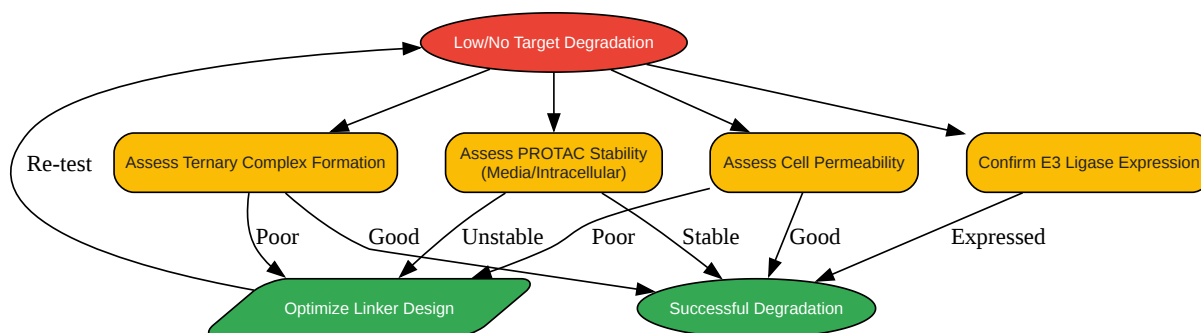 Low/No Target Degradation
Re-test
Assess Ternary Complex Formation
Assess PROTAC Stability
(Media/Intracellular)
Assess Cell Permeability
Confirm E3 Ligase Expression
Poor
Good
Unstable
Poor
Stable
Good
Expressed
Optimize Linker Design
Successful Degradation